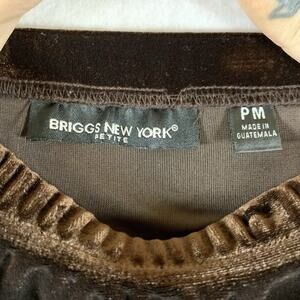 BRIGGS NEW YORK®
PETITE
PM
MADE IN
GUATEMALA